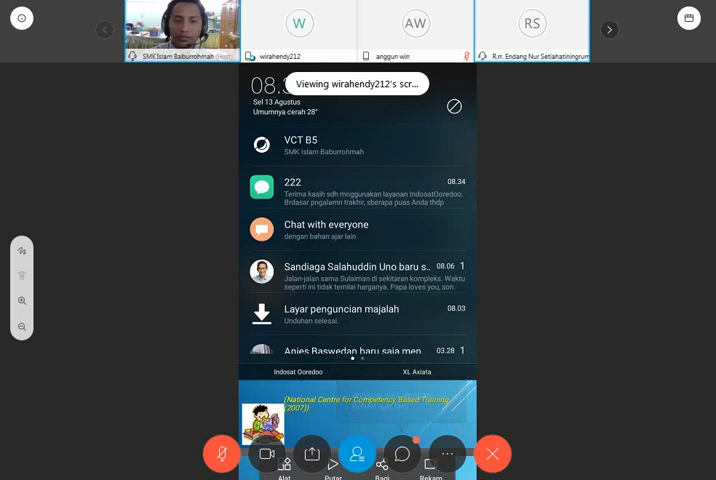 W
AW
RS
SMK Islam Baburrohmah (Host)
wirahendy212
anggun win
R.rr. Endang Nur Setiahatiningrum
Viewing wirahendy212's scr...
Sel 13 Agustus
Umumnya cerah 28°
VCT B5
SMK Islam Baburrohmah
222
08.34
Terima kasih sdh mnggunakan layanan IndosatOoredoo.
Brdasar pngalamn trakhir, sberapa puas Anda thdp
Chat with everyone
dengan bahan ajar lain
Sandiaga Salahuddin Uno baru s..
08.06 1
Jalan-jalan sama Sulaiman di sekitaran kompleks. Waktu
seperti ini tidak ternilai harganya. Papa loves you, son.
Layar penguncian majalah
08.03
Unduhan selesai.
Anies Baswedan baru saja men
03.28 1
Indosat Ooredoo
XL Axiata
(National Centre for Competency Based Training
(2007))
Alat
Putar
Bagi
Rekam